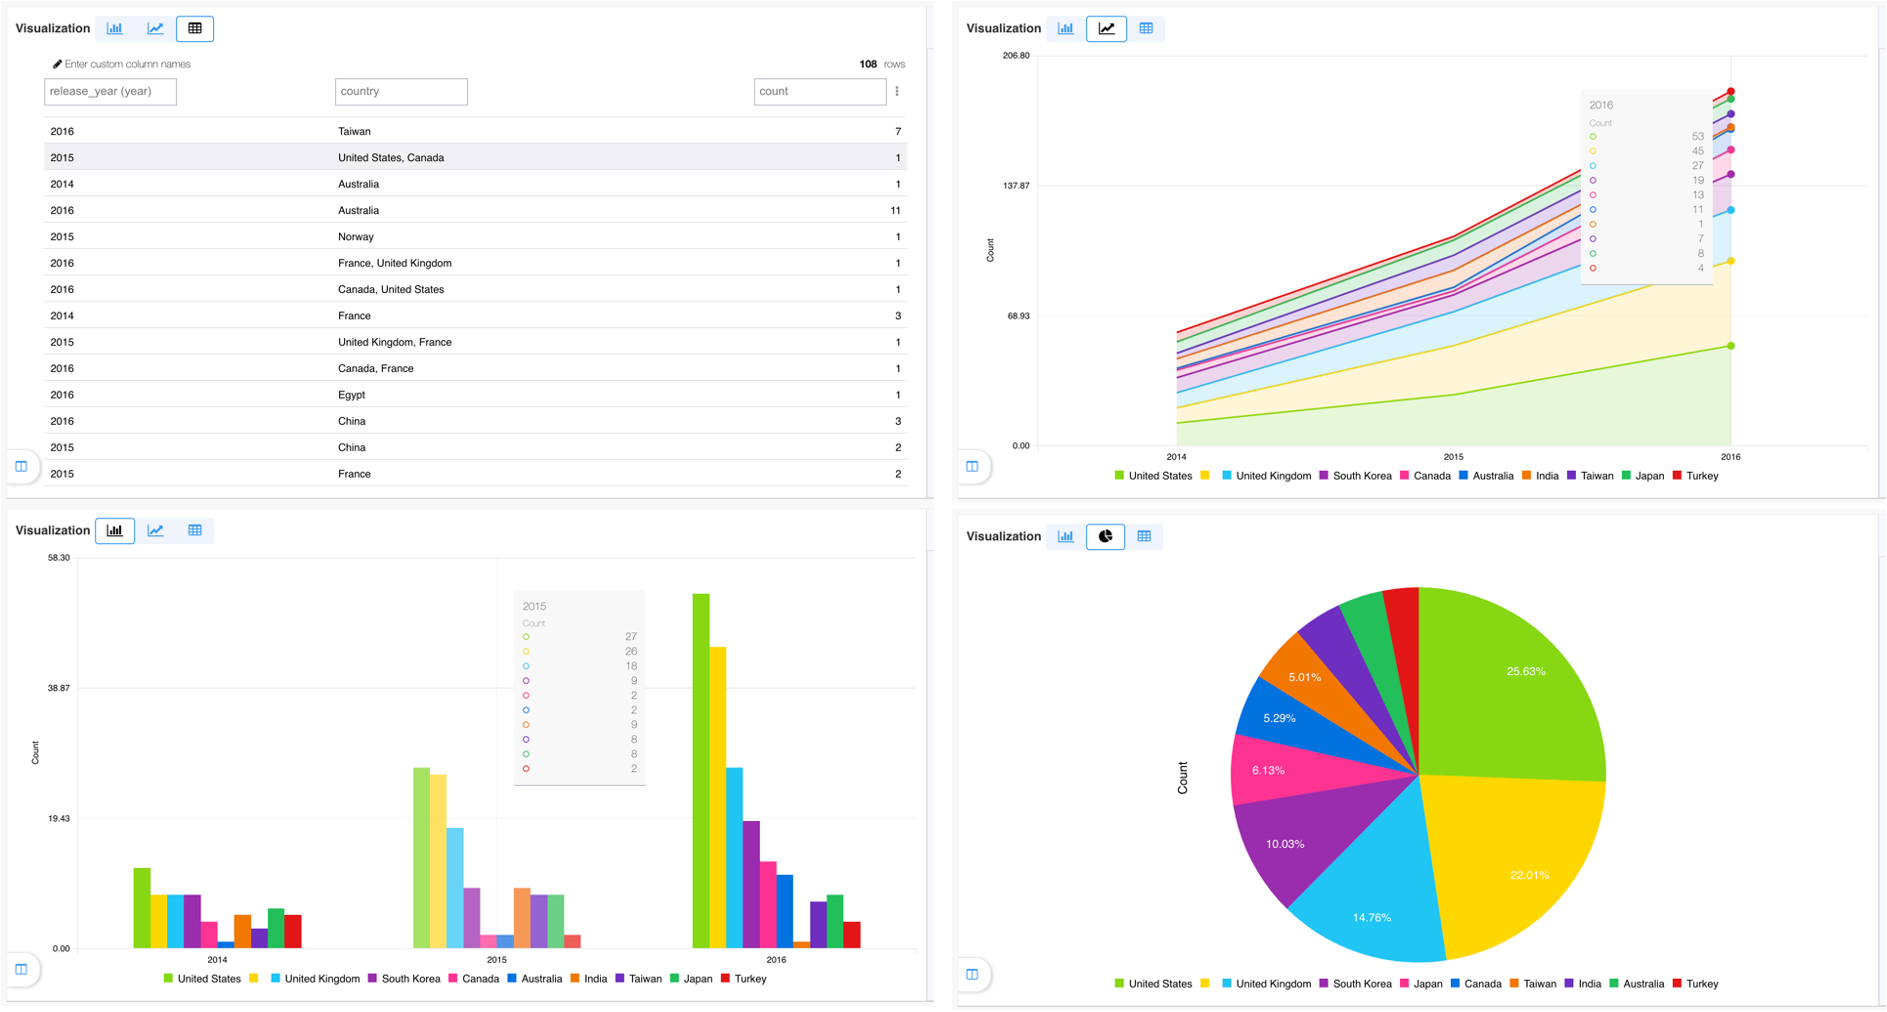 Visualization
Enter custom column names
108 rows
release_year (year) country count
2016 Taiwan 7
2015 United States, Canada 1
2014 Australia 1
2016 Australia 11
2015 Norway 1
2016 France, United Kingdom 1
2016 Canada, United States 1
2014 France 3
2015 United Kingdom, France 1
2016 Canada, France 1
2016 Egypt 1
2016 China 3
2015 China 2
2015 France 2
Visualization
206.80
137.87
68.93
0.00
Count
2016
Count
53
45
27
19
13
11
1
7
8
4
2014 2015 2016
United States United Kingdom South Korea Canada Australia India Taiwan Japan Turkey
Visualization
58.30
38.87
19.43
0.00
Count
2015
Count
27
26
18
9
2
2
9
8
8
2
2014 2015 2016
United States United Kingdom South Korea Canada Australia India Taiwan Japan Turkey
Visualization
Count
25.63%
5.01%
5.29%
6.13%
10.03%
22.01%
14.76%
United States United Kingdom South Korea Japan Canada Taiwan India Australia Turkey